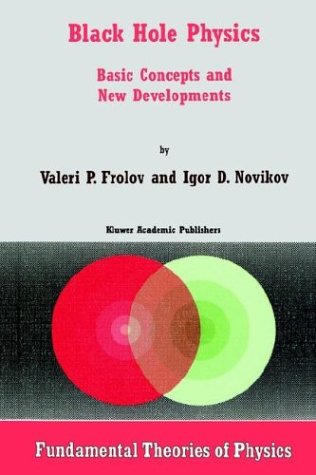 Black Hole Physics
Basic Concepts and
New Developments
by
Valeri P. Frolov and Igor D. Novikov
Kluwer Academic Publishers
Fundamental Theories of Physics